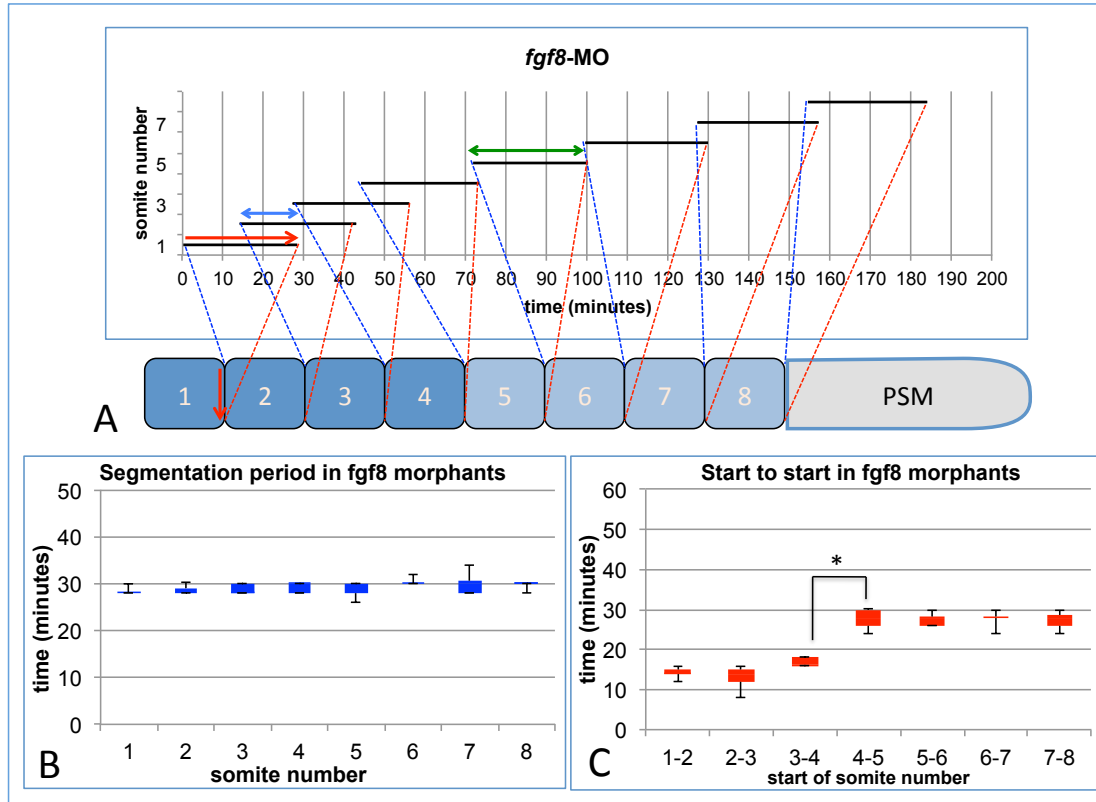 fgf8-MO
somite number
7
5
3
1
0 10 20 30 40 50 60 70 80 90 100 110 120 130 140 150 160 170 180 190 200
time (minutes)
1 2 3 4 5 6 7 8 PSM
A
Segmentation period in fgf8 morphants
time (minutes)
50
40
30
20
10
0
1 2 3 4 5 6 7 8
somite number
B
Start to start in fgf8 morphants
time (minutes)
60
50
40
30
20
10
0
*
1-2 2-3 3-4 4-5 5-6 6-7 7-8
start of somite number
C